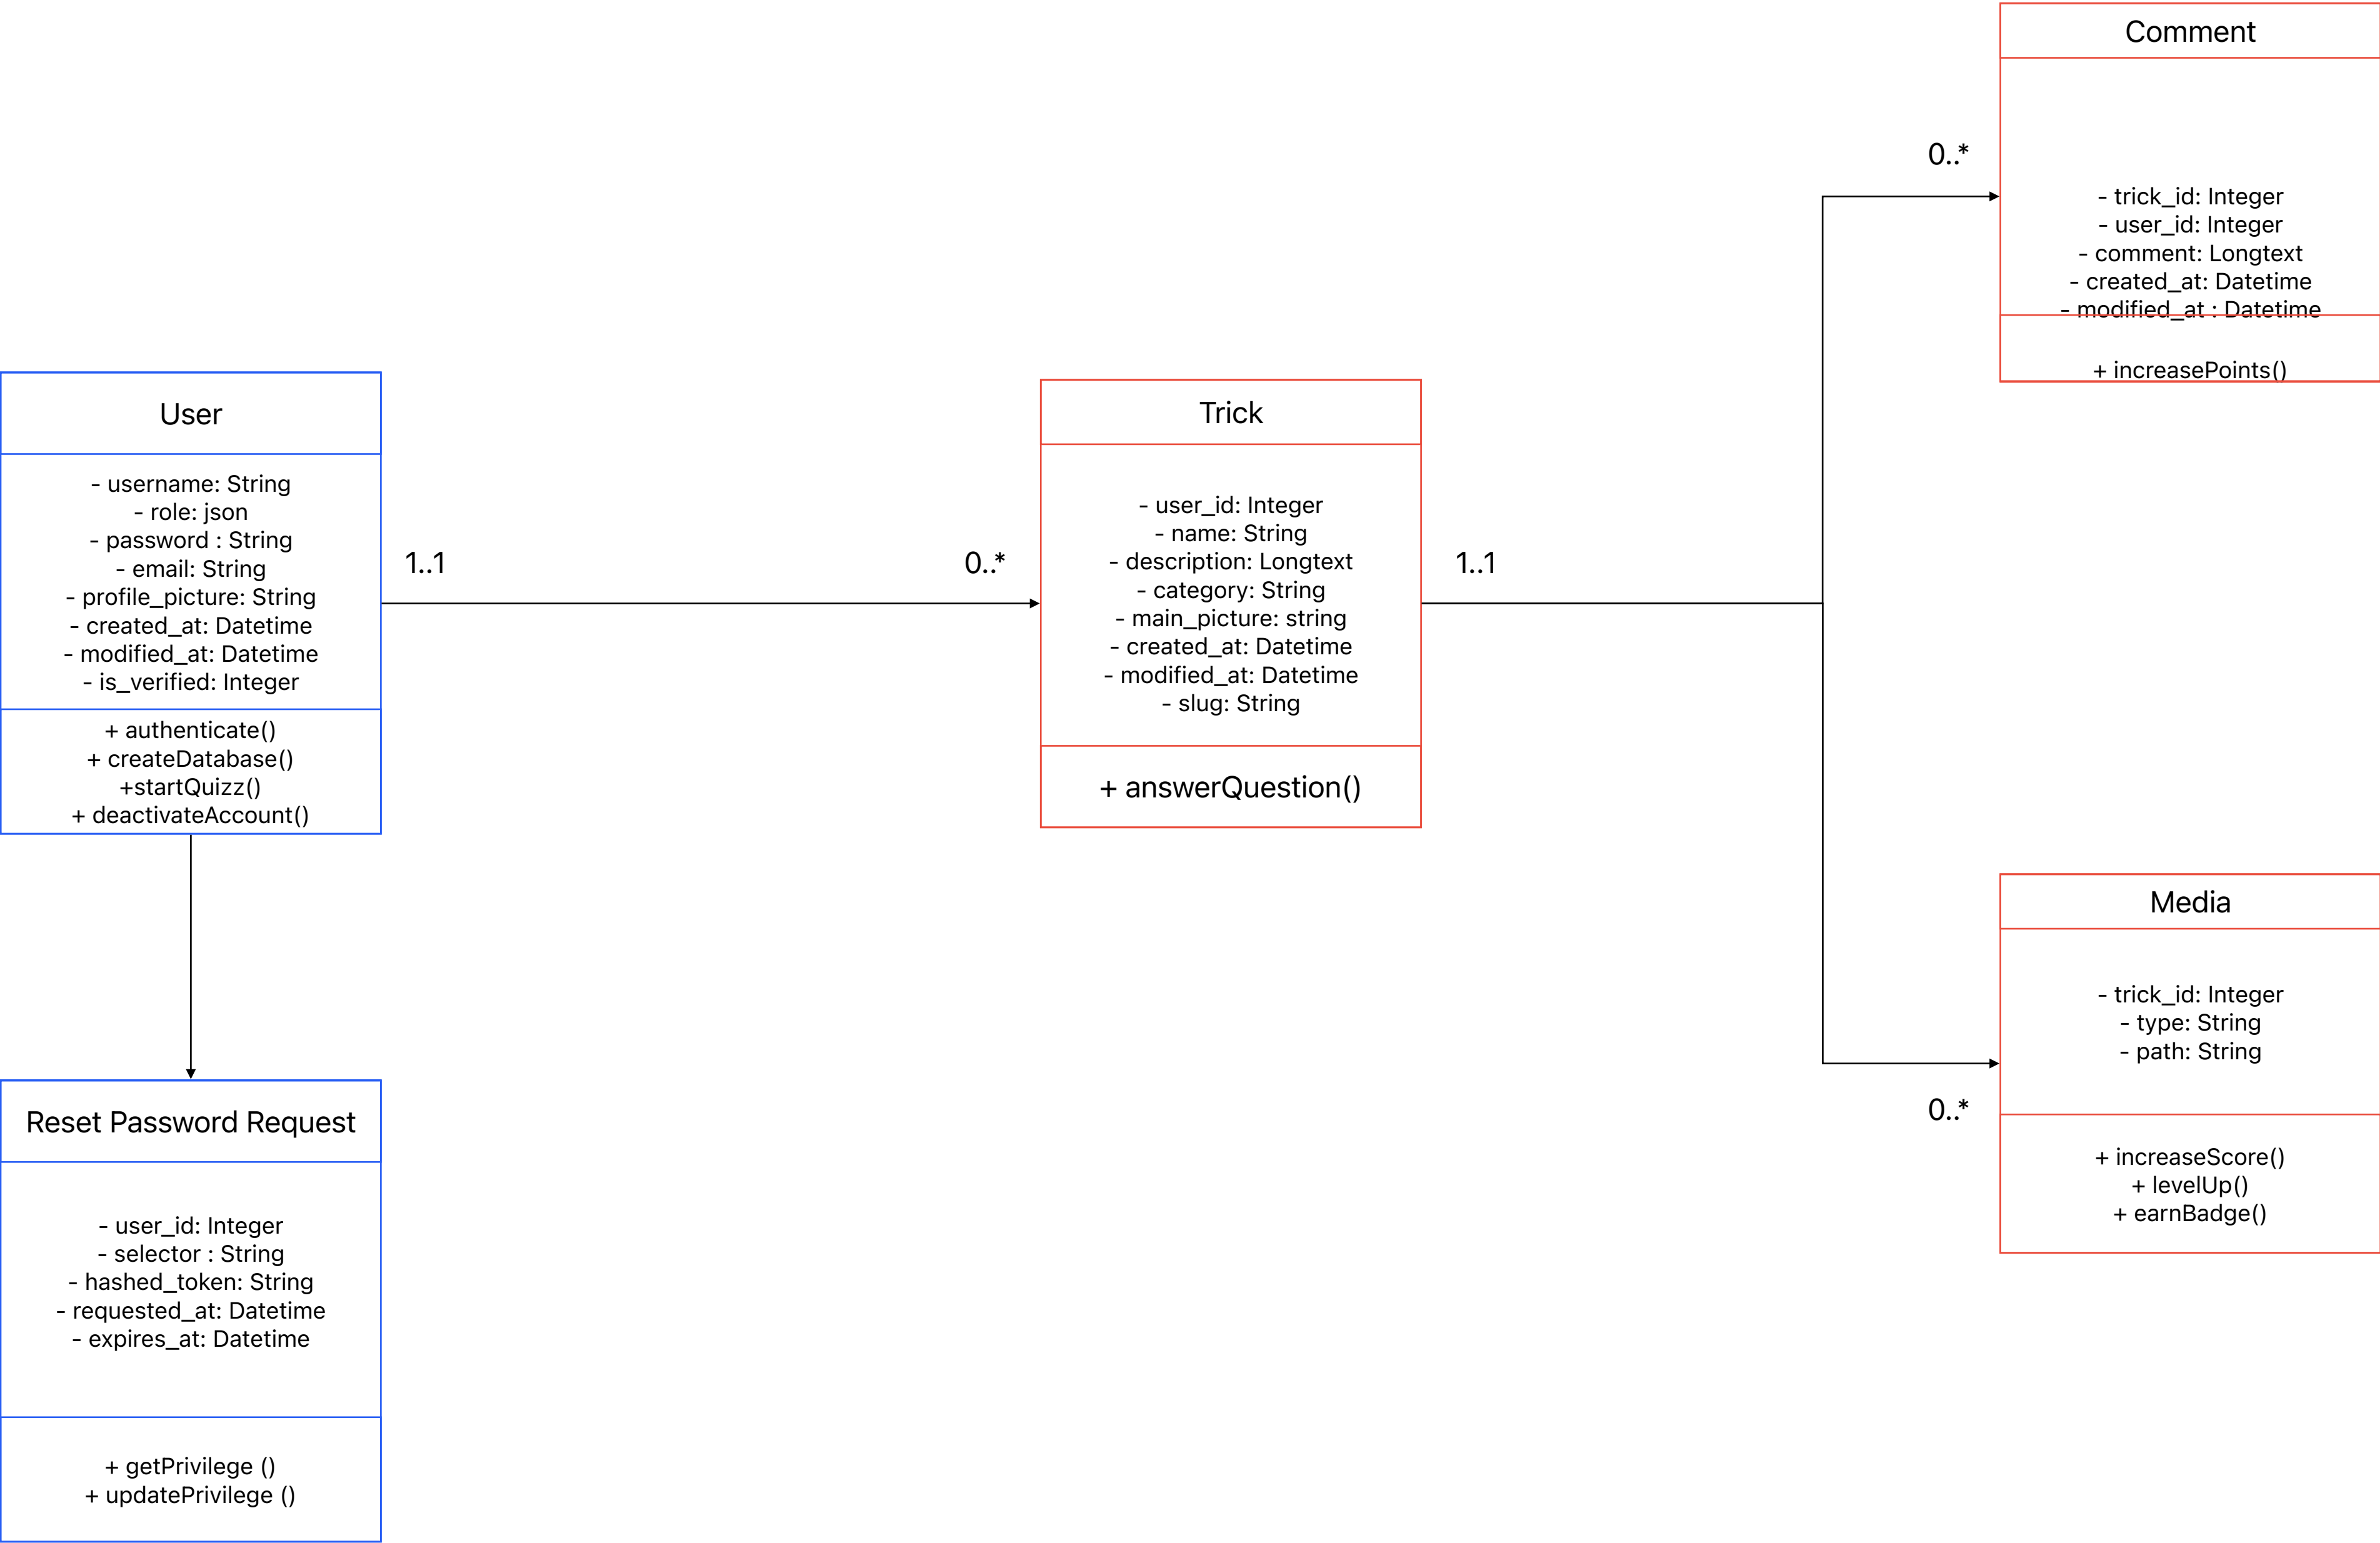 User
- username: String
- role: json
- password : String
- email: String
- profile_picture: String
- created_at: Datetime
- modified_at: Datetime
- is_verified: Integer
+ authenticate()
+ createDatabase()
+startQuizz()
+ deactivateAccount()
1..1
0..*
Reset Password Request
- user_id: Integer
- selector : String
- hashed_token: String
- requested_at: Datetime
- expires_at: Datetime
+ getPrivilege ()
+ updatePrivilege ()
Trick
- user_id: Integer
- name: String
- description: Longtext
- category: String
- main_picture: string
- created_at: Datetime
- modified_at: Datetime
- slug: String
+ answerQuestion()
1..1
0..*
Comment
- trick_id: Integer
- user_id: Integer
- comment: Longtext
- created_at: Datetime
- modified_at : Datetime
+ increasePoints()
0..*
Media
- trick_id: Integer
- type: String
- path: String
+ increaseScore()
+ levelUp()
+ earnBadge()